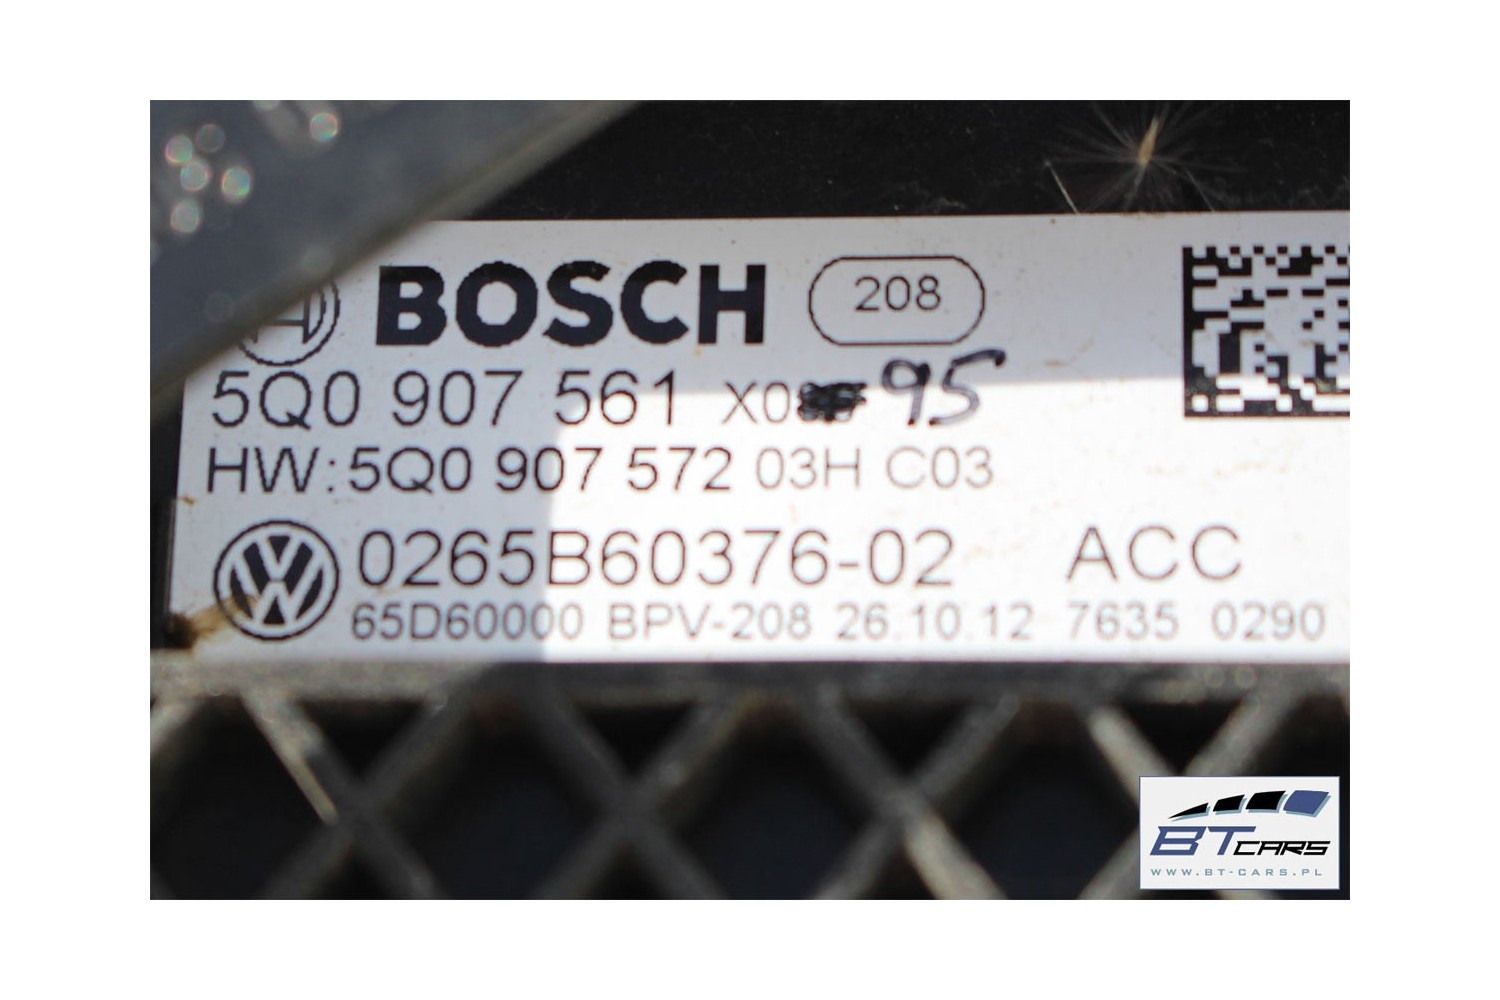 BOSCH 208
5Q0 907 561 X0 95
HW:5Q0 907 572 03H C03
0265B60376-02 ACC
65D60000 BPV-208 26.10.12 7635 0290
BT CARS
WWW.BT-CARS.PL